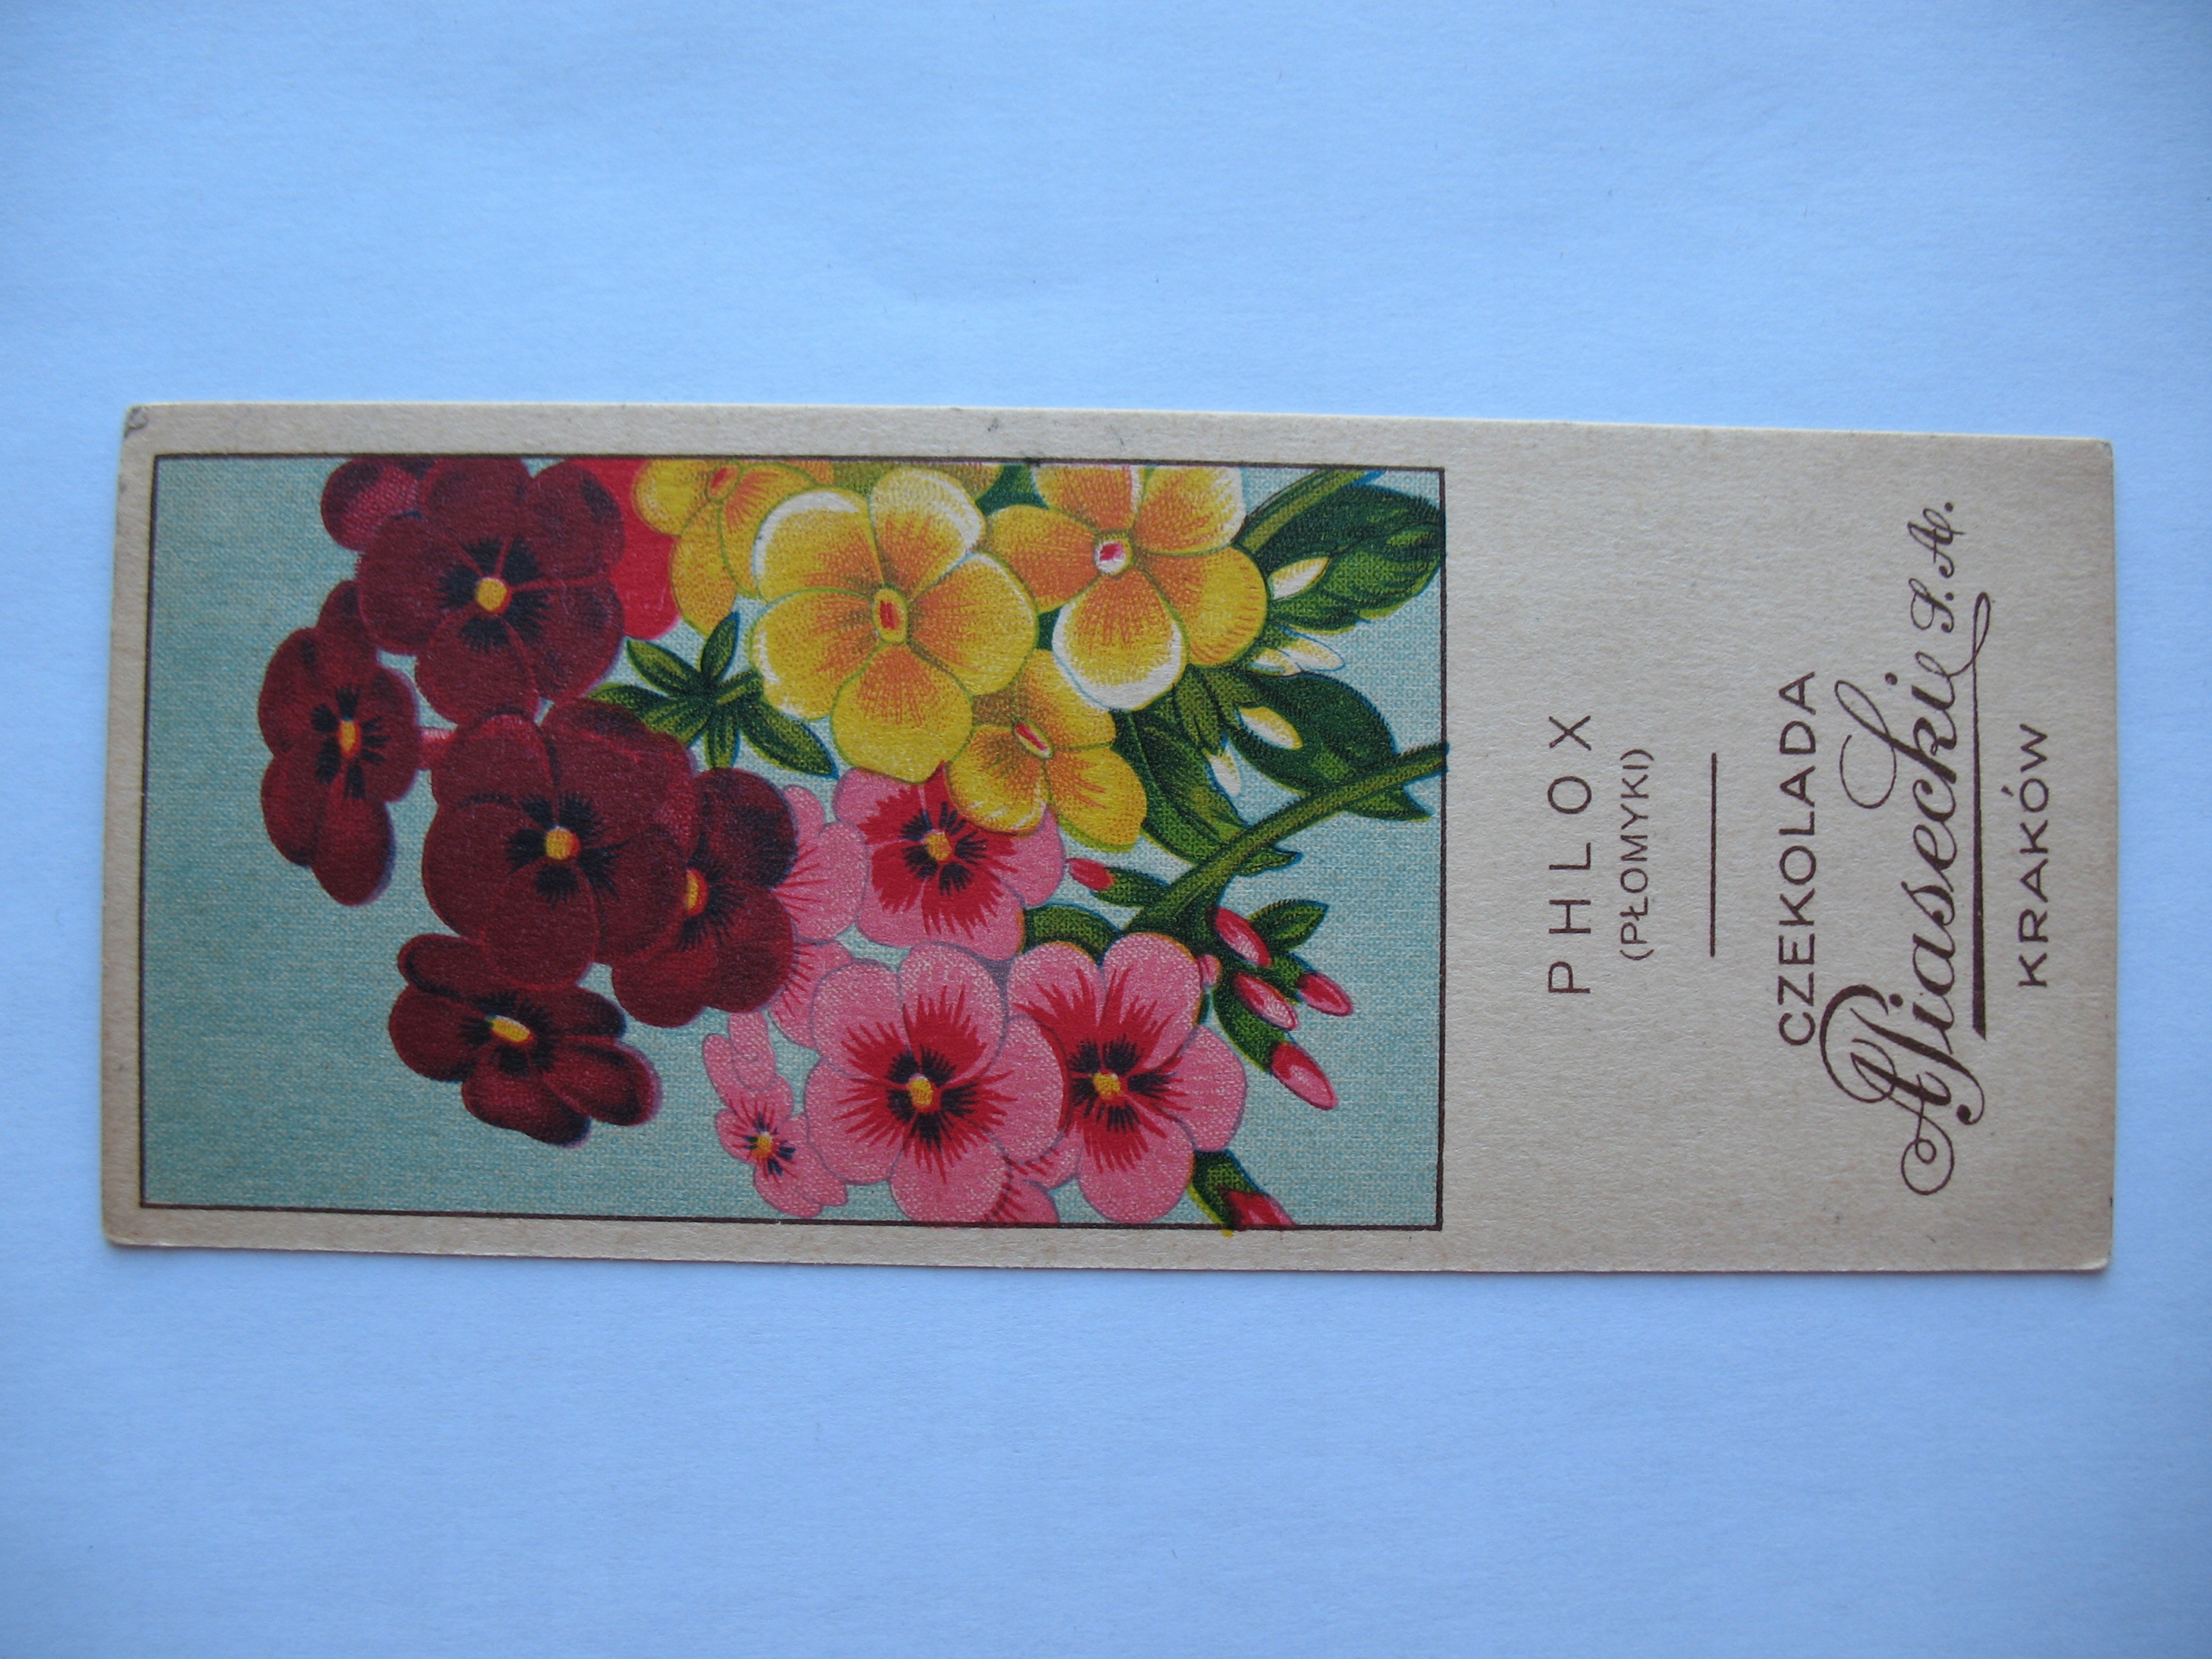 PHLOX
(PŁOMYKI)
CZEKOLADA
A Piasecki S. A.
KRAKÓW